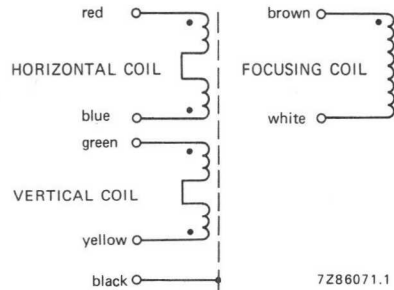 red
brown
HORIZONTAL COIL
FOCUSING COIL
blue
white
green
VERTICAL COIL
yellow
black
7Z86071.1